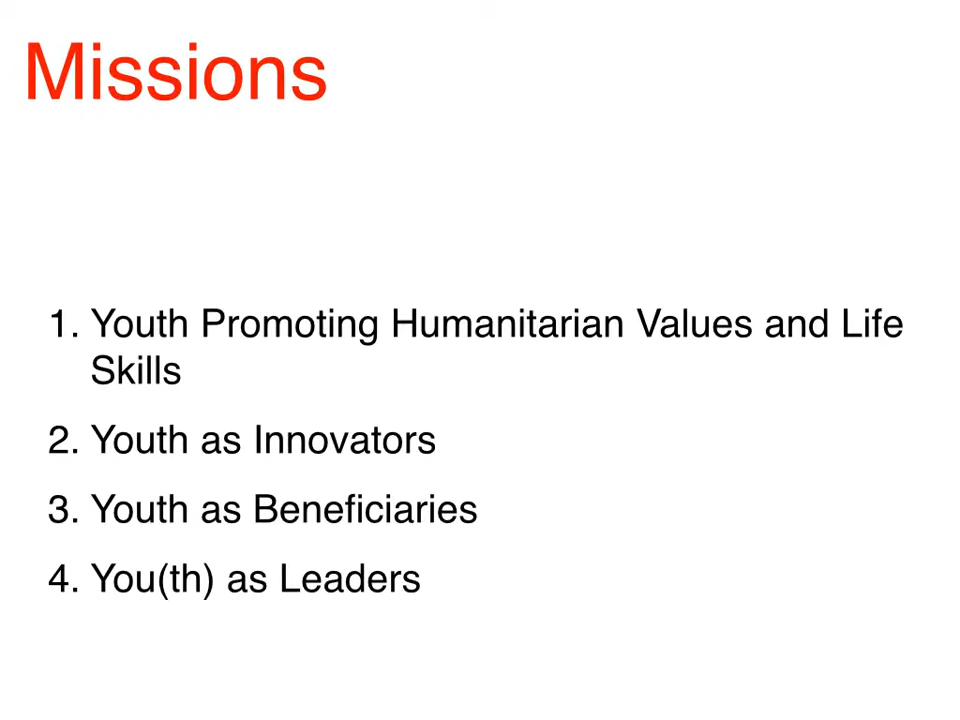 Missions
1. Youth Promoting Humanitarian Values and Life
Skills
2. Youth as Innovators
3. Youth as Beneficiaries
4. You(th) as Leaders